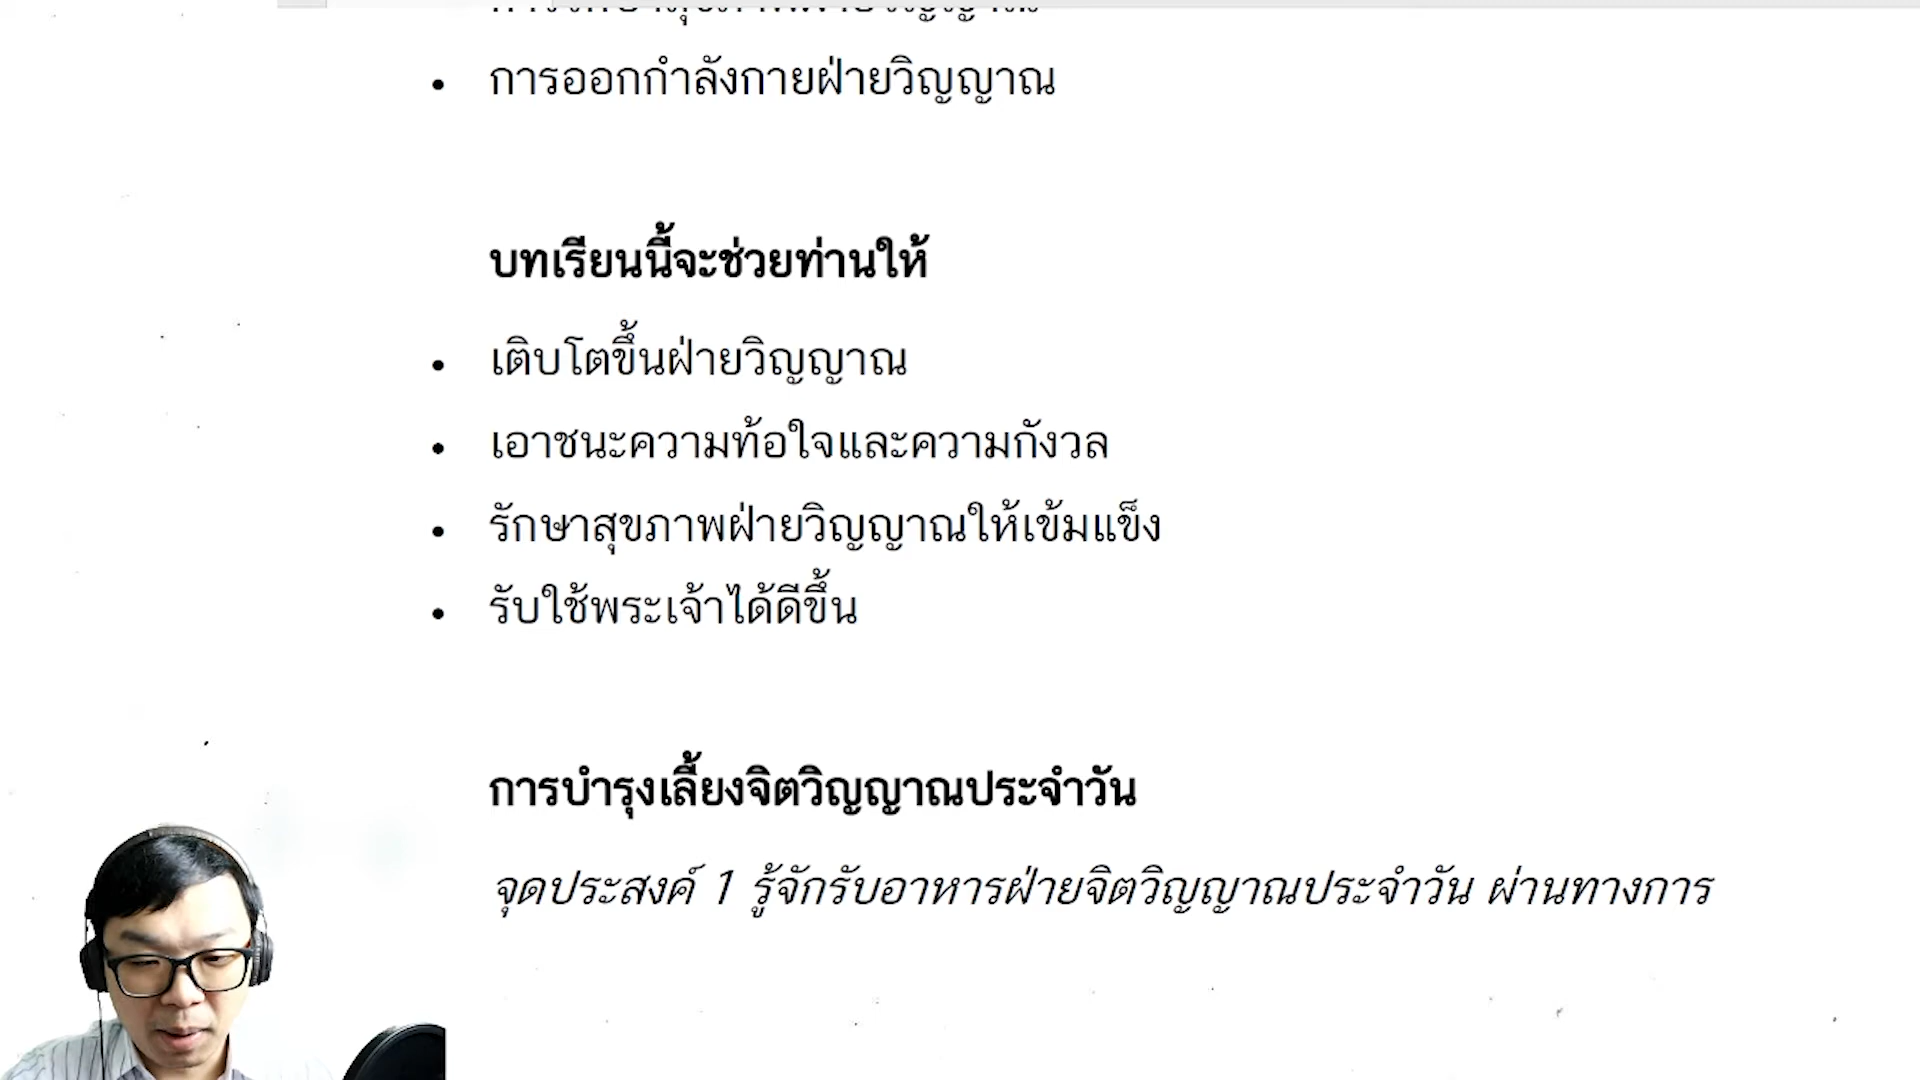 การออกกำลังกายฝ่ายวิญญาณ
บทเรียนนี้จะช่วยท่านให้
เติบโตขึ้นฝ่ายวิญญาณ
เอาชนะความท้อใจและความกังวล
รักษาสุขภาพฝ่ายวิญญาณให้เข้มแข็ง
รับใช้พระเจ้าได้ดีขึ้น
การบำรุงเลี้ยงจิตวิญญาณประจำวัน
จุดประสงค์ 1 รู้จักรับอาหารฝ่ายจิตวิญญาณประจำวัน ผ่านทางการ